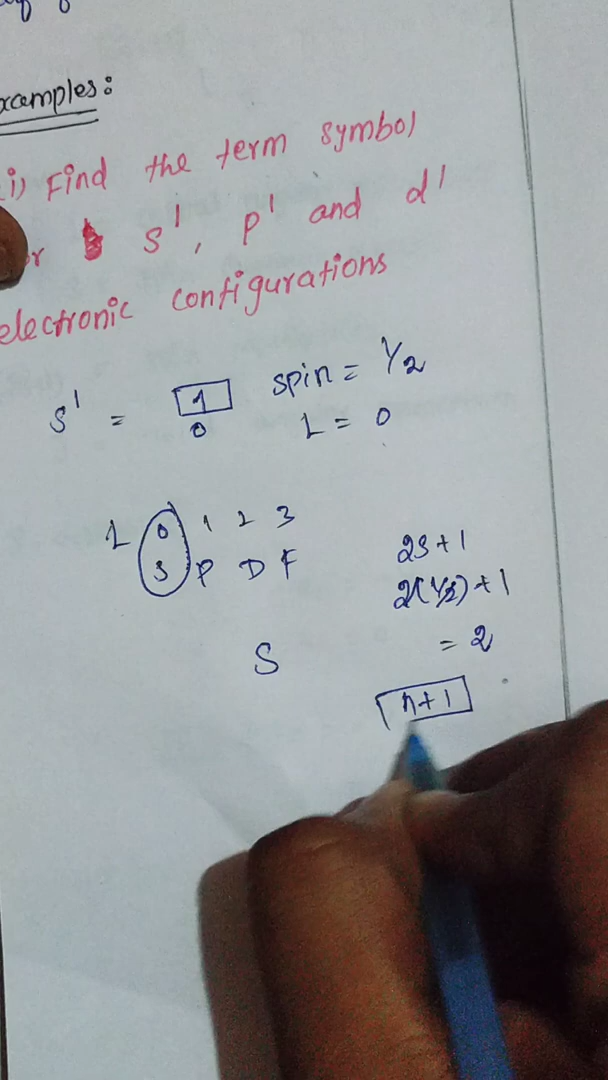 xamples:
i) Find the term symbol
or s¹, p¹ and d¹
electronic configurations
s¹ = 1 spin = 1/2
0 L = 0
L 0 1 2 3
S P D F
2S+1
2(1/2)+1
= 2
S
n+1